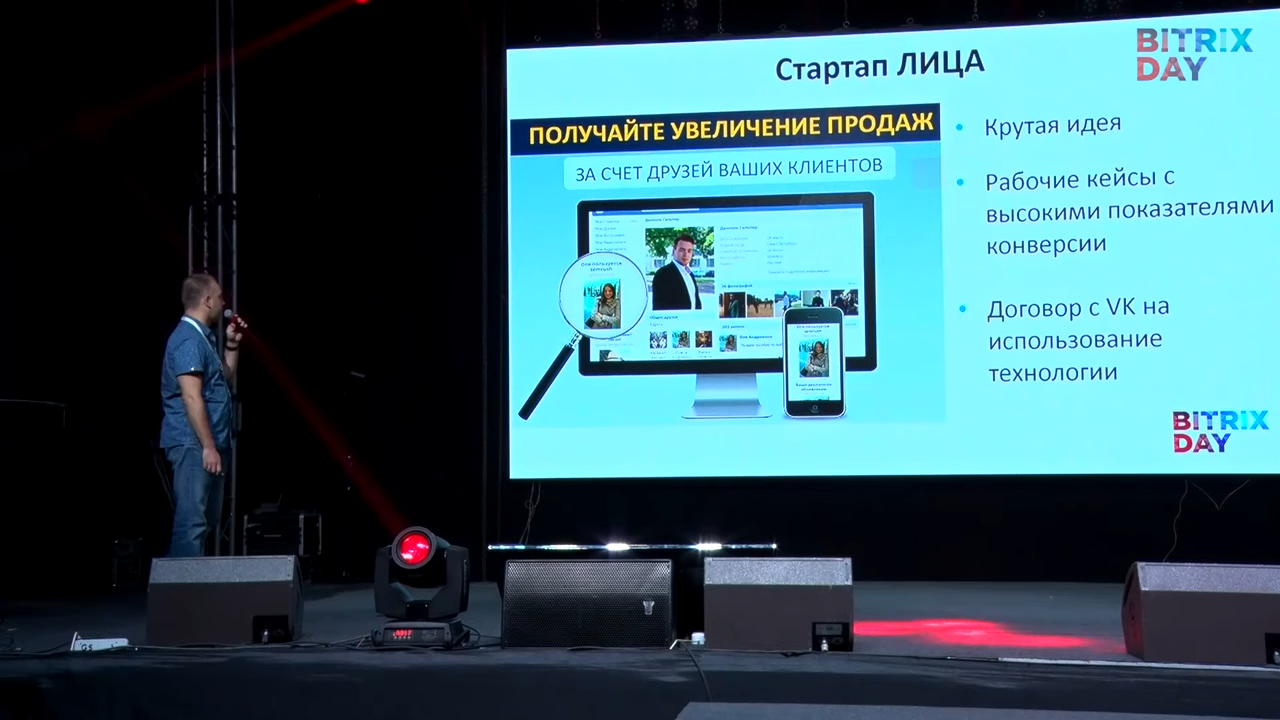 Стартап ЛИЦА
BITRIX
DAY
ПОЛУЧАЙТЕ УВЕЛИЧЕНИЕ ПРОДАЖ
ЗА СЧЕТ ДРУЗЕЙ ВАШИХ КЛИЕНТОВ
• Крутая идея
• Рабочие кейсы с
высокими показателями
конверсии
• Договор с VK на
использование
технологии
BITRIX
DAY